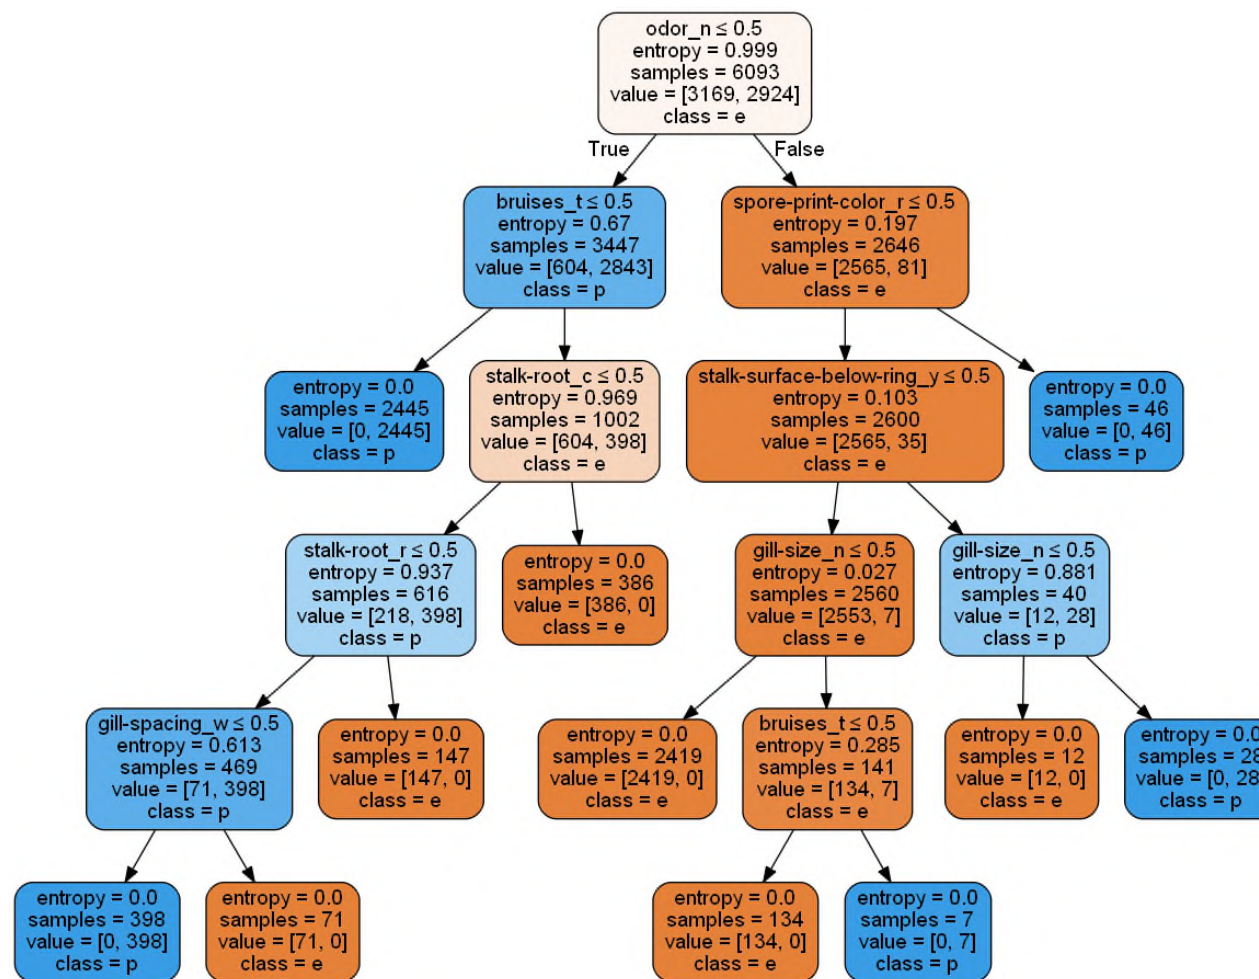 odor_n ≤ 0.5
entropy = 0.999
samples = 6093
value = [3169, 2924]
class = e
True
False
bruises_t ≤ 0.5
entropy = 0.67
samples = 3447
value = [604, 2843]
class = p
spore-print-color_r ≤ 0.5
entropy = 0.197
samples = 2646
value = [2565, 81]
class = e
entropy = 0.0
samples = 2445
value = [0, 2445]
class = p
stalk-root_c ≤ 0.5
entropy = 0.969
samples = 1002
value = [604, 398]
class = e
stalk-surface-below-ring_y ≤ 0.5
entropy = 0.103
samples = 2600
value = [2565, 35]
class = e
entropy = 0.0
samples = 46
value = [0, 46]
class = p
stalk-root_r ≤ 0.5
entropy = 0.937
samples = 616
value = [218, 398]
class = p
entropy = 0.0
samples = 386
value = [386, 0]
class = e
gill-size_n ≤ 0.5
entropy = 0.027
samples = 2560
value = [2553, 7]
class = e
gill-size_n ≤ 0.5
entropy = 0.881
samples = 40
value = [12, 28]
class = p
gill-spacing_w ≤ 0.5
entropy = 0.613
samples = 469
value = [71, 398]
class = p
entropy = 0.0
samples = 147
value = [147, 0]
class = e
entropy = 0.0
samples = 2419
value = [2419, 0]
class = e
bruises_t ≤ 0.5
entropy = 0.285
samples = 141
value = [134, 7]
class = e
entropy = 0.0
samples = 12
value = [12, 0]
class = e
entropy = 0.0
samples = 28
value = [0, 28]
class = p
entropy = 0.0
samples = 398
value = [0, 398]
class = p
entropy = 0.0
samples = 71
value = [71, 0]
class = e
entropy = 0.0
samples = 134
value = [134, 0]
class = e
entropy = 0.0
samples = 7
value = [0, 7]
class = p